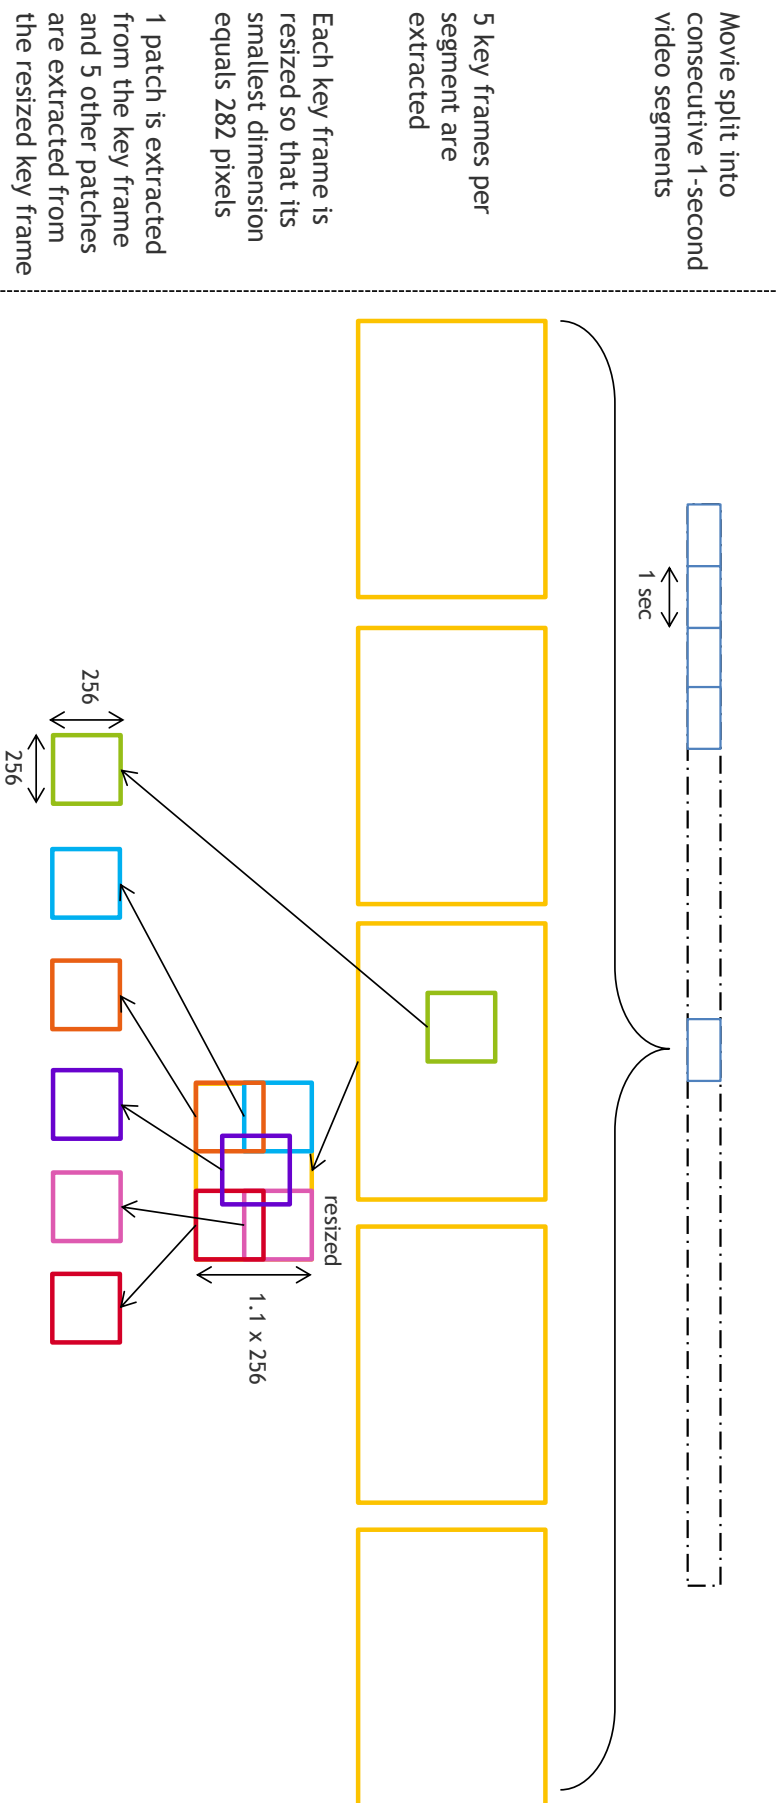 Movie split into
consecutive 1-second
video segments
1 sec
5 key frames per
segment are
extracted
Each key frame is
resized so that its
smallest dimension
equals 282 pixels
resized
1.1 x 256
1 patch is extracted
from the key frame
and 5 other patches
are extracted from
the resized key frame
256
256